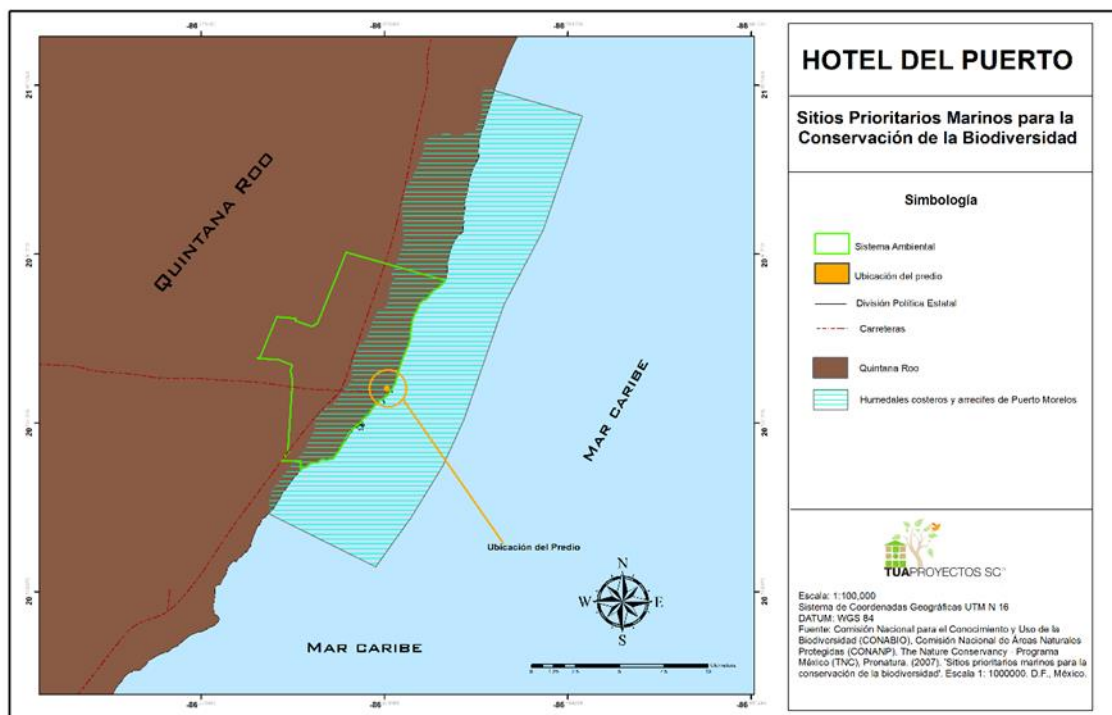 HOTEL DEL PUERTO
Sitios Prioritarios Marinos para la
Conservación de la Biodiversidad
Simbología
Sistema Ambiental
Ubicación del predio
División Política Estatal
Carreteras
Quintana Roo
Humedales costeros y arrecifes de Puerto Morelos
QUINTANA ROO
MAR CARIBE
Ubicación del Predio
N
W
E
S
MAR CARIBE
TUAPROYECTOS SC
Escala: 1:100,000
Sistema de Coordenadas Geográficas UTM N 16
DATUM: WGS 84
Fuente: Comisión Nacional para el Conocimiento y Uso de la
Biodiversidad (CONABIO), Comisión Nacional de Áreas Naturales
Protegidas (CONANP), The Nature Conservancy - Programa
México (TNC), Pronatura. (2007). 'Sitios prioritarios marinos para la
conservación de la biodiversidad'. Escala 1: 1000000. D.F., México.